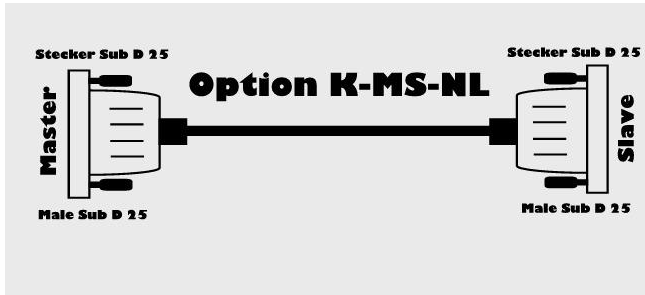 Stecker Sub D 25
Stecker Sub D 25
Option K-MS-NL
Master
Slave
Male Sub D 25
Male Sub D 25